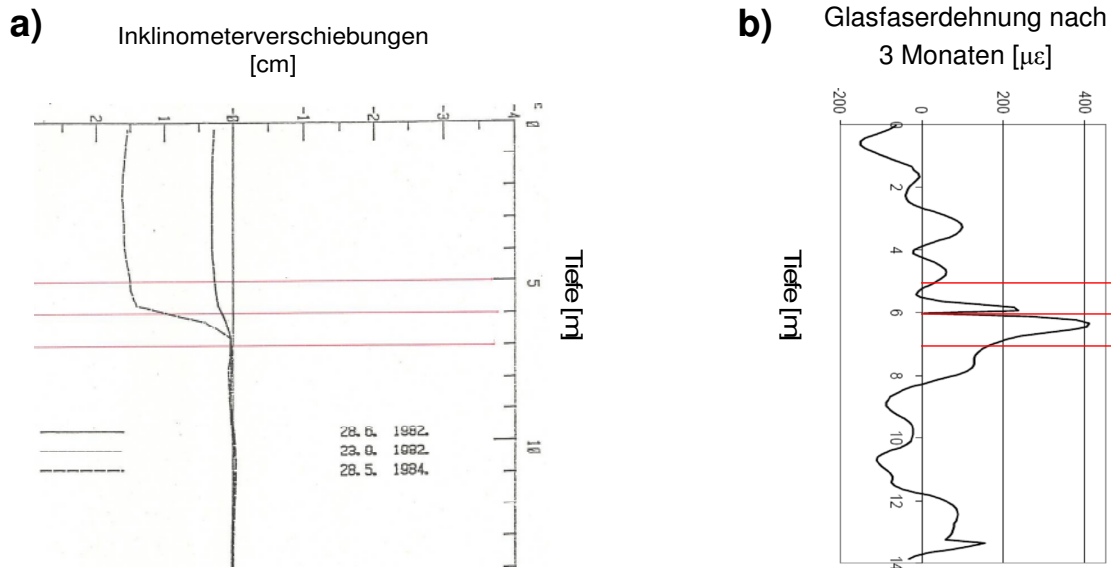 a)
Inklinometerverschiebungen
[cm]
2 1 -0 -1 -2 -3 -4
0
5
10
Tiefe [m]
28. 6. 1982.
23. 8. 1982.
28. 5. 1984.
b)
Glasfaserdehnung nach
3 Monaten [με]
-200 0 200 400
0
2
4
6
8
10
12
14
Tiefe [m]